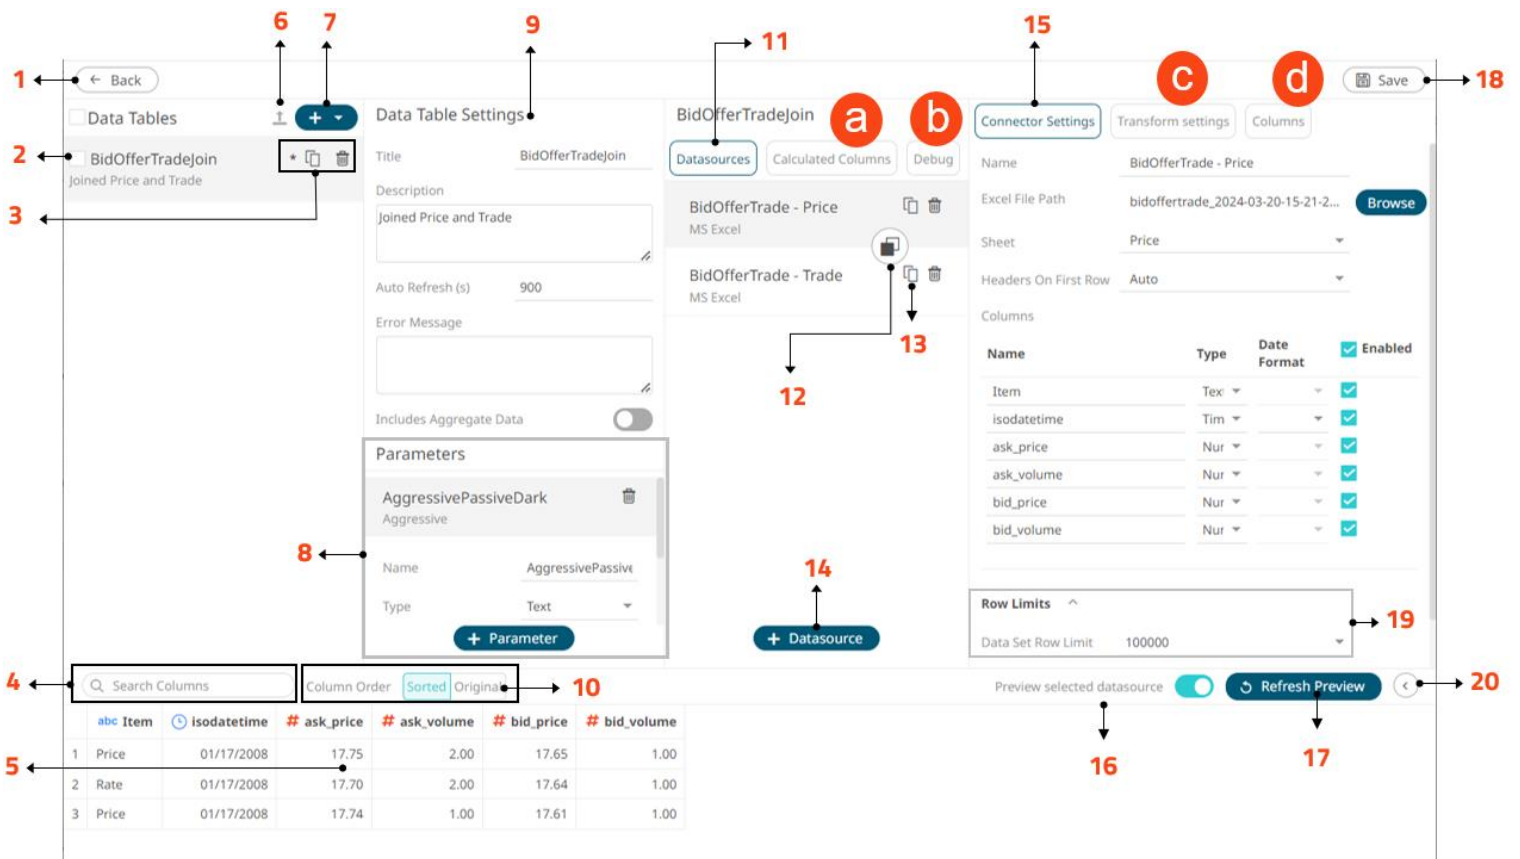 6 7 9 11 15 c d
1 Back Save 18
Data Tables + Data Table Settings BidOfferTradeJoin a b Connector Settings Transform settings Columns
2 BidOfferTradeJoin * Title BidOfferTradeJoin Datasources Calculated Columns Debug Name BidOfferTrade - Price
Joined Price and Trade
3
Description
Joined Price and Trade
Auto Refresh (s) 900
Error Message
Includes Aggregate Data
Parameters
AggressivePassiveDark
Aggressive
8
Name AggressivePassive
Type Text
+ Parameter
BidOfferTrade - Price
MS Excel
BidOfferTrade - Trade
MS Excel
13
12
14
+ Datasource
Excel File Path bidoffertrade_2024-03-20-15-21-2... Browse
Sheet Price
Headers On First Row Auto
Columns
Name Type Date Format Enabled
Item Tex
isodatetime Tim
ask_price Nur
ask_volume Nur
bid_price Nur
bid_volume Nur
Row Limits
19
Data Set Row Limit 100000
4 Search Columns Column Order Sorted Original 10 Preview selected datasource Refresh Preview 20
abc Item isodatetime # ask_price # ask_volume # bid_price # bid_volume
1 Price 01/17/2008 17.75 2.00 17.65 1.00
5
16 17
2 Rate 01/17/2008 17.70 2.00 17.64 1.00
3 Price 01/17/2008 17.74 1.00 17.61 1.00